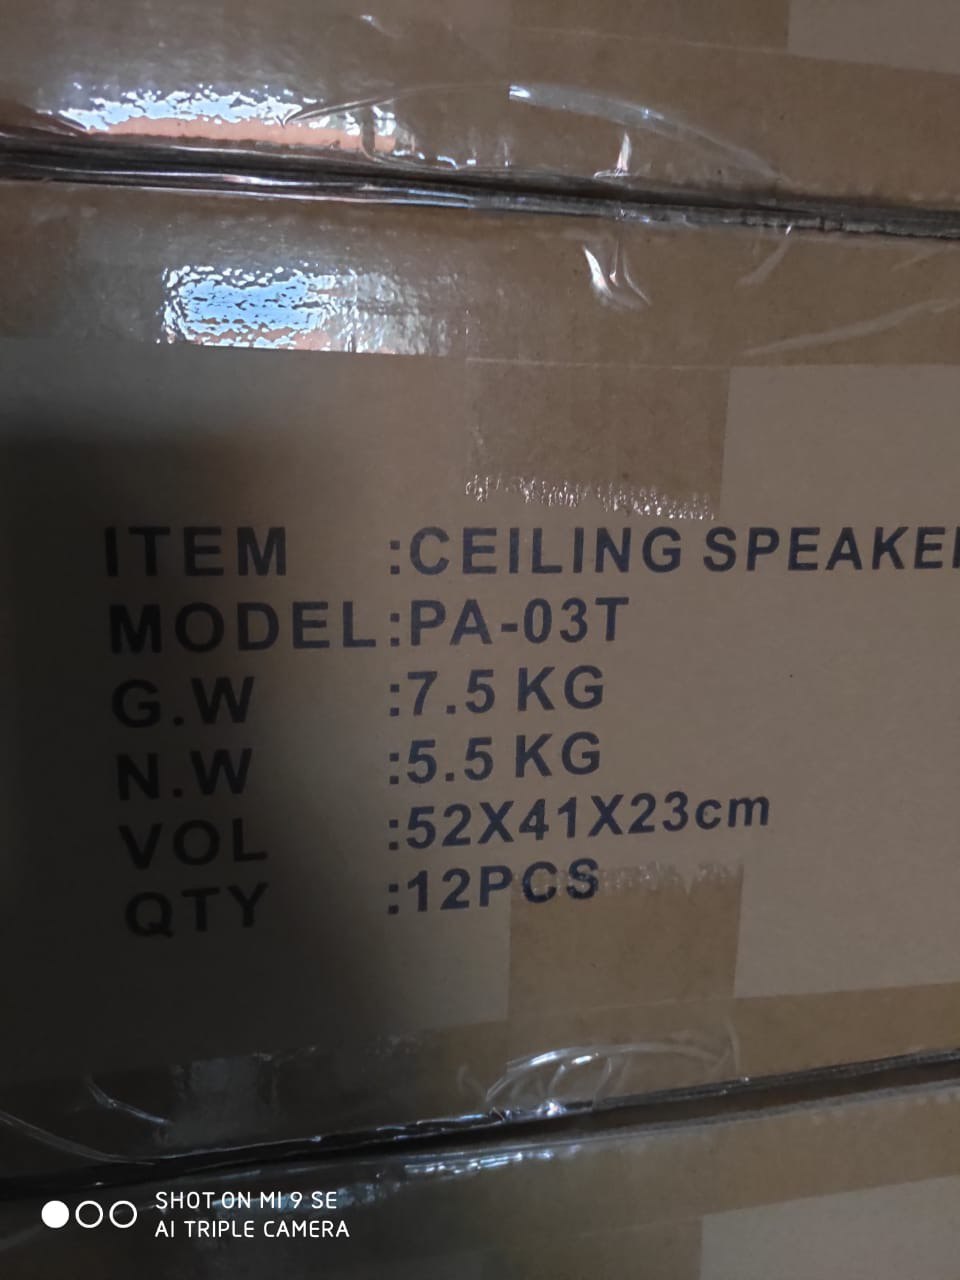 ITEM :CEILING SPEAKER
MODEL:PA-03T
G.W :7.5 KG
N.W :5.5 KG
VOL :52X41X23cm
QTY :12PCS
SHOT ON MI 9 SE
AI TRIPLE CAMERA